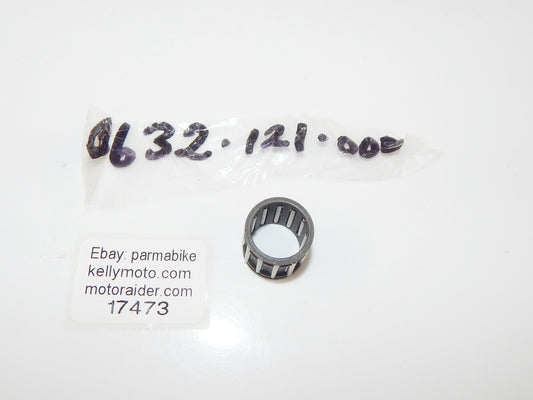 0632.121.000
Ebay: parmabike
kellymoto.com
motoraider.com
17473